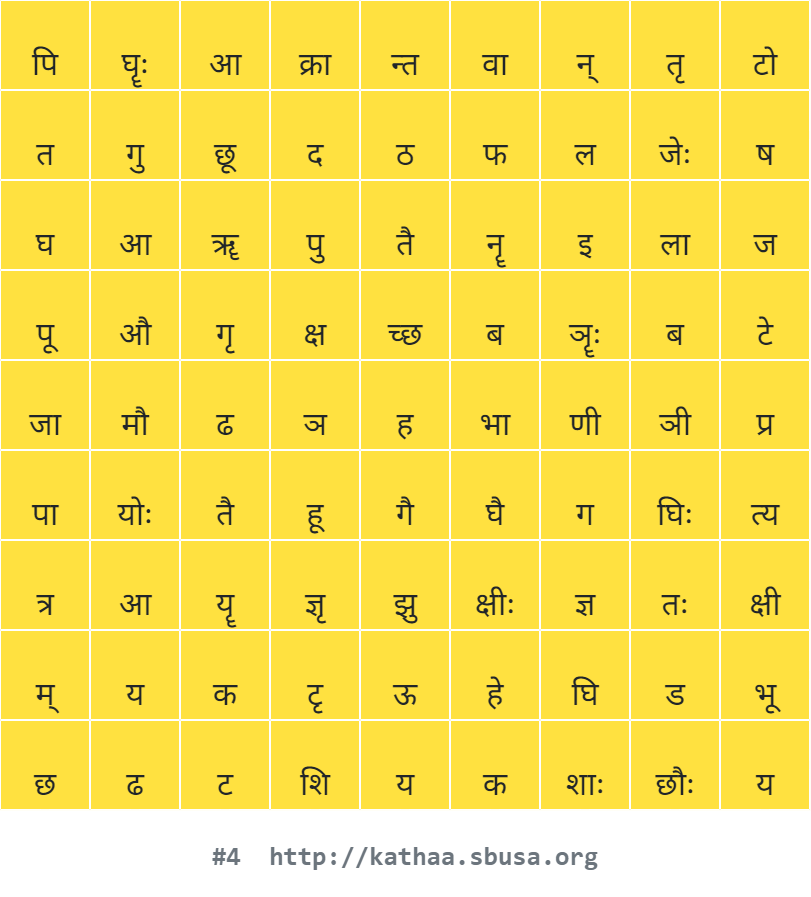 पि घॄः आ क्रा न्त वा न् तृ टो
त गु छू द ठ फ ल जेः ष
घ आ ॠ पु तै नॄ इ ला ज
पू औ गृ क्ष च्छ ब ञॄः ब टे
जा मौ ढ ञ ह भा णी ञी प्र
पा योः तै हू गै घै ग घिः त्य
त्र आ यॄ ज्ञृ झु क्षीः ज्ञ तः क्षी
म् य क टृ ऊ हे घि ड भू
छ ढ ट शि य क शाः छौः य
#4 http://kathaa.sbusa.org